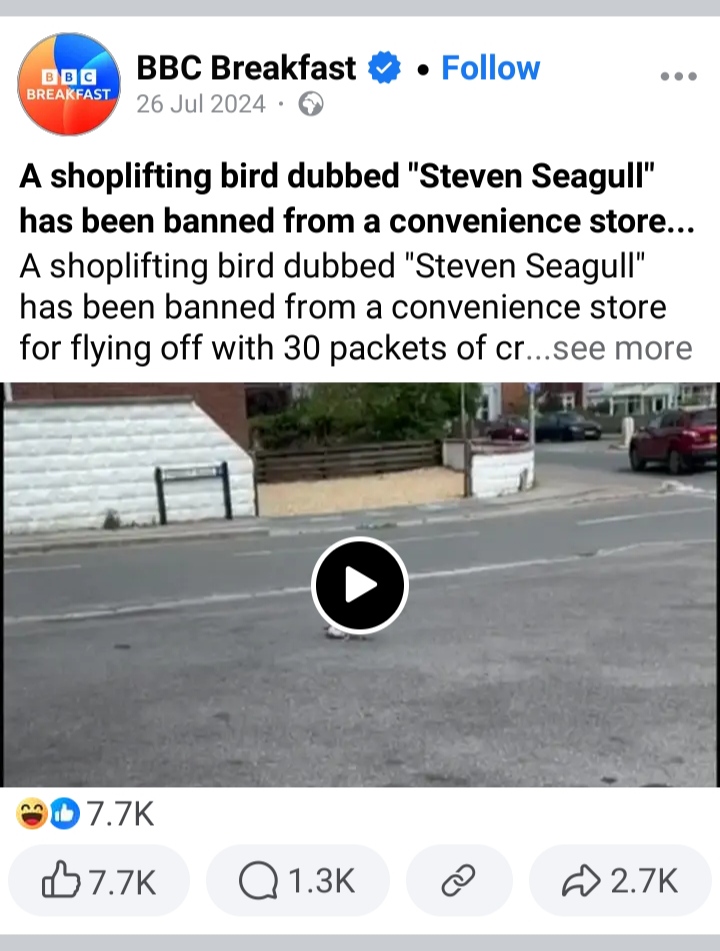 BBC
BREAKFAST
BBC Breakfast • Follow
26 Jul 2024 ·
A shoplifting bird dubbed "Steven Seagull"
has been banned from a convenience store...
A shoplifting bird dubbed "Steven Seagull"
has been banned from a convenience store
for flying off with 30 packets of cr...see more
7.7K
7.7K
1.3K
2.7K